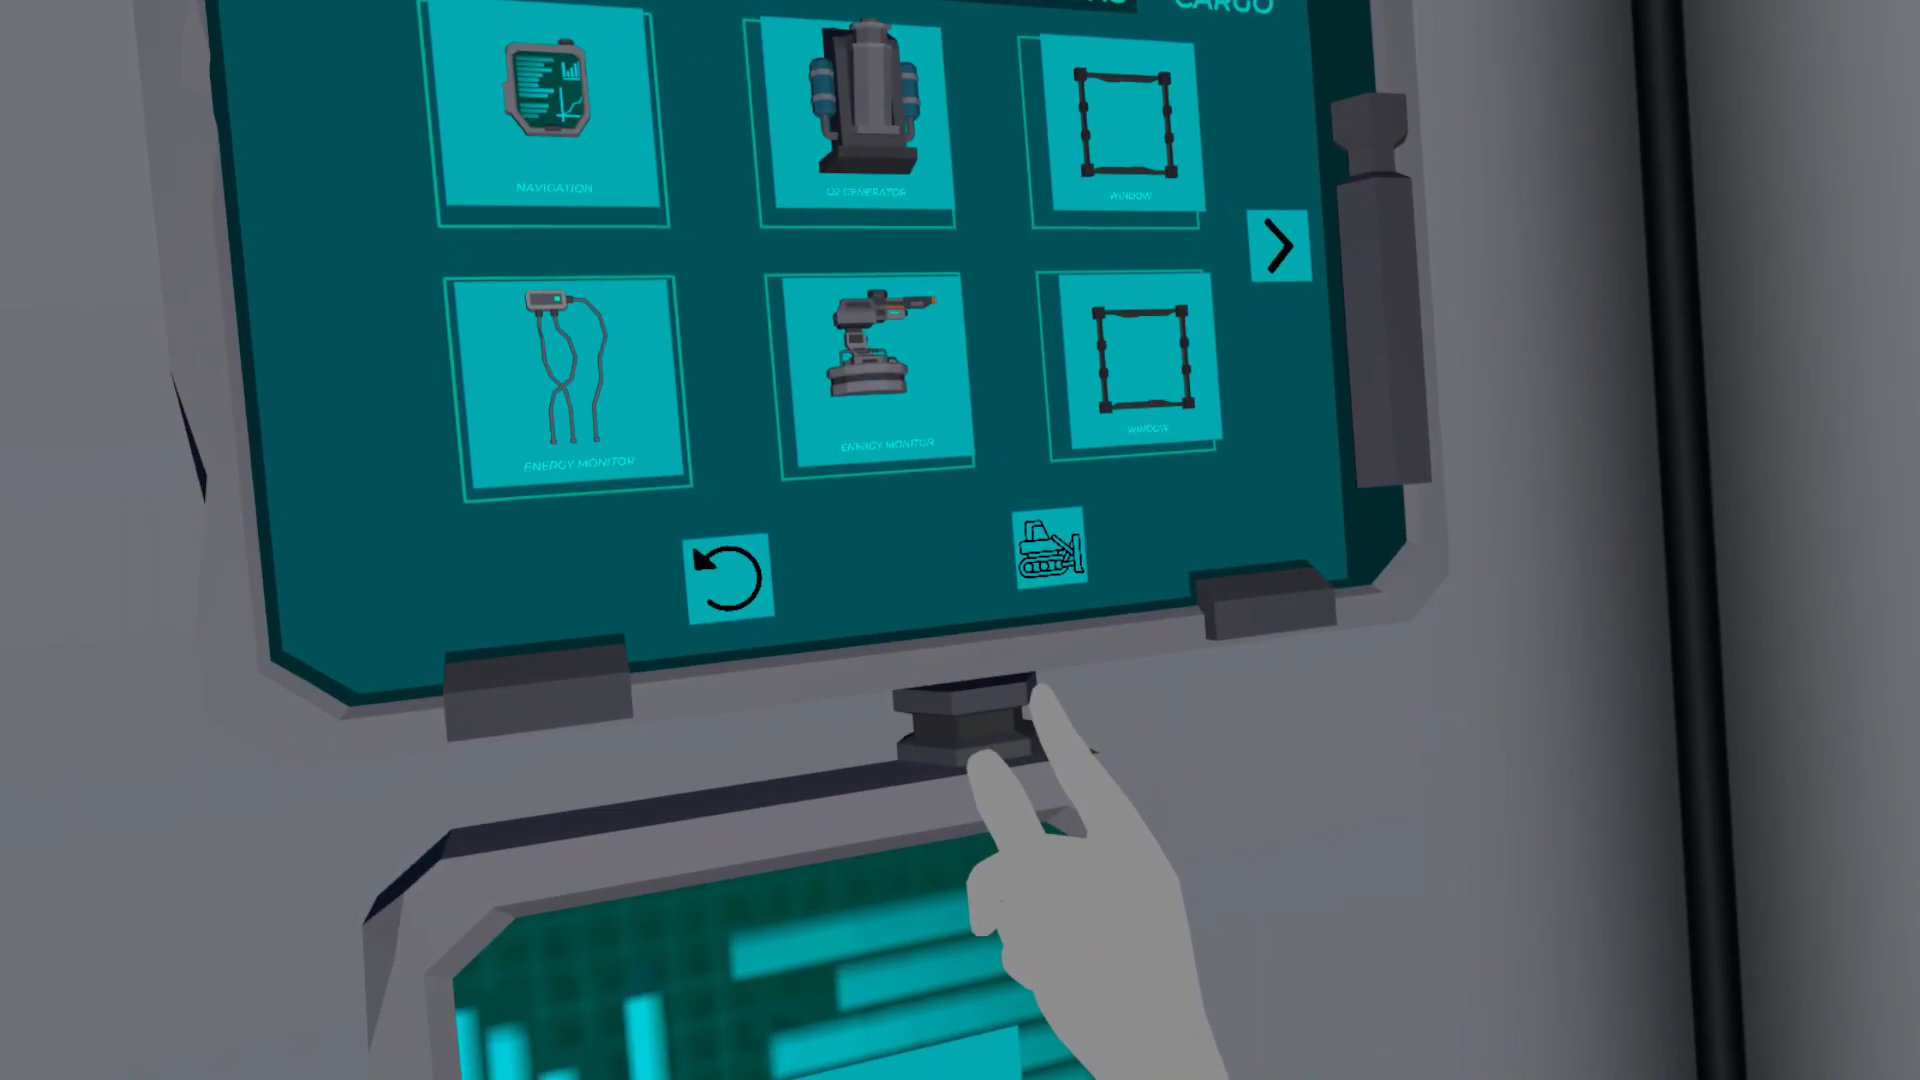 CARGO
NAVIGATION
O2 GENERATOR
WINDOW
ENERGY MONITOR
ENERGY MONITOR
WINDOW